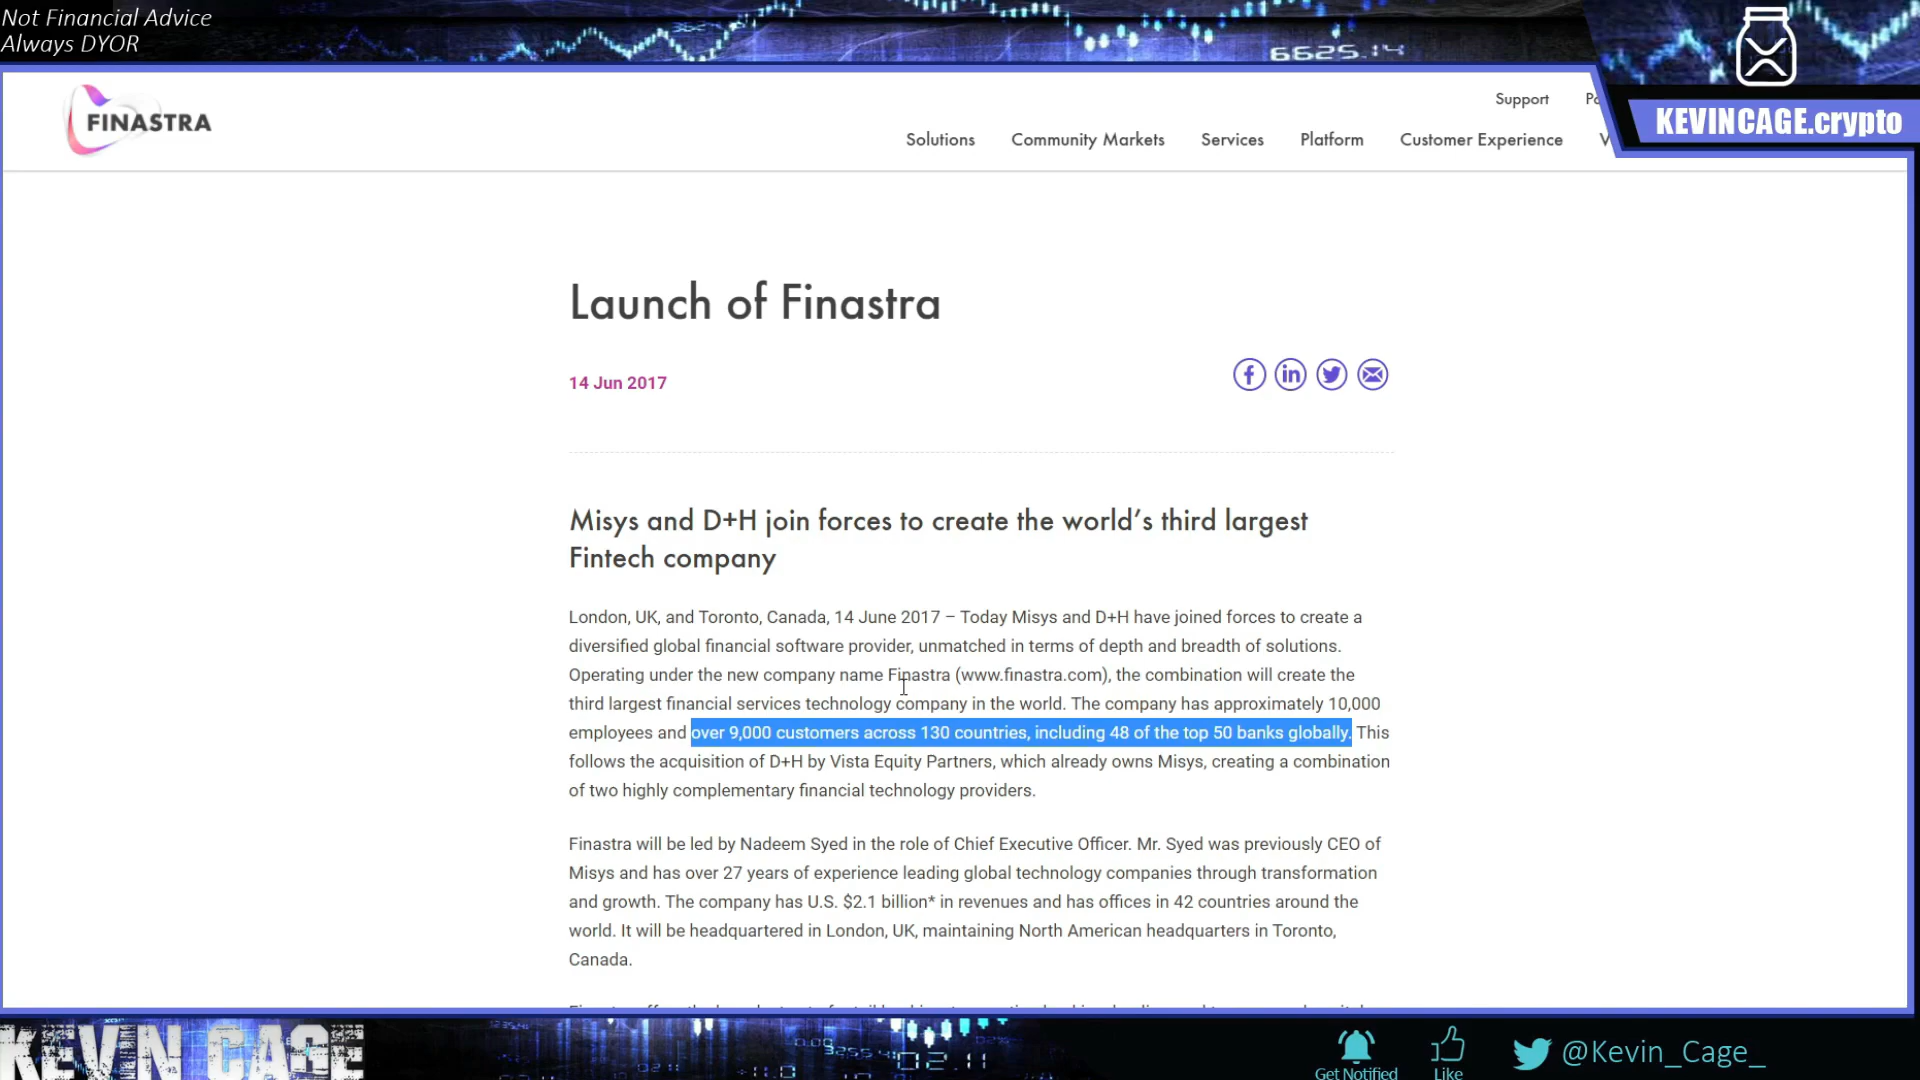 Not Financial Advice
Always DYOR
6625.14
KEVINCAGE.crypto
FINASTRA
Support
Solutions Community Markets Services Platform Customer Experience
Launch of Finastra
14 Jun 2017
Misys and D+H join forces to create the world’s third largest
Fintech company
London, UK, and Toronto, Canada, 14 June 2017 – Today Misys and D+H have joined forces to create a
diversified global financial software provider, unmatched in terms of depth and breadth of solutions.
Operating under the new company name Finastra (www.finastra.com), the combination will create the
third largest financial services technology company in the world. The company has approximately 10,000
employees and over 9,000 customers across 130 countries, including 48 of the top 50 banks globally. This
follows the acquisition of D+H by Vista Equity Partners, which already owns Misys, creating a combination
of two highly complementary financial technology providers.
Finastra will be led by Nadeem Syed in the role of Chief Executive Officer. Mr. Syed was previously CEO of
Misys and has over 27 years of experience leading global technology companies through transformation
and growth. The company has U.S. $2.1 billion* in revenues and has offices in 42 countries around the
world. It will be headquartered in London, UK, maintaining North American headquarters in Toronto,
Canada.
KEVIN CAGE
02.11
Get Notified
Like
@Kevin_Cage_